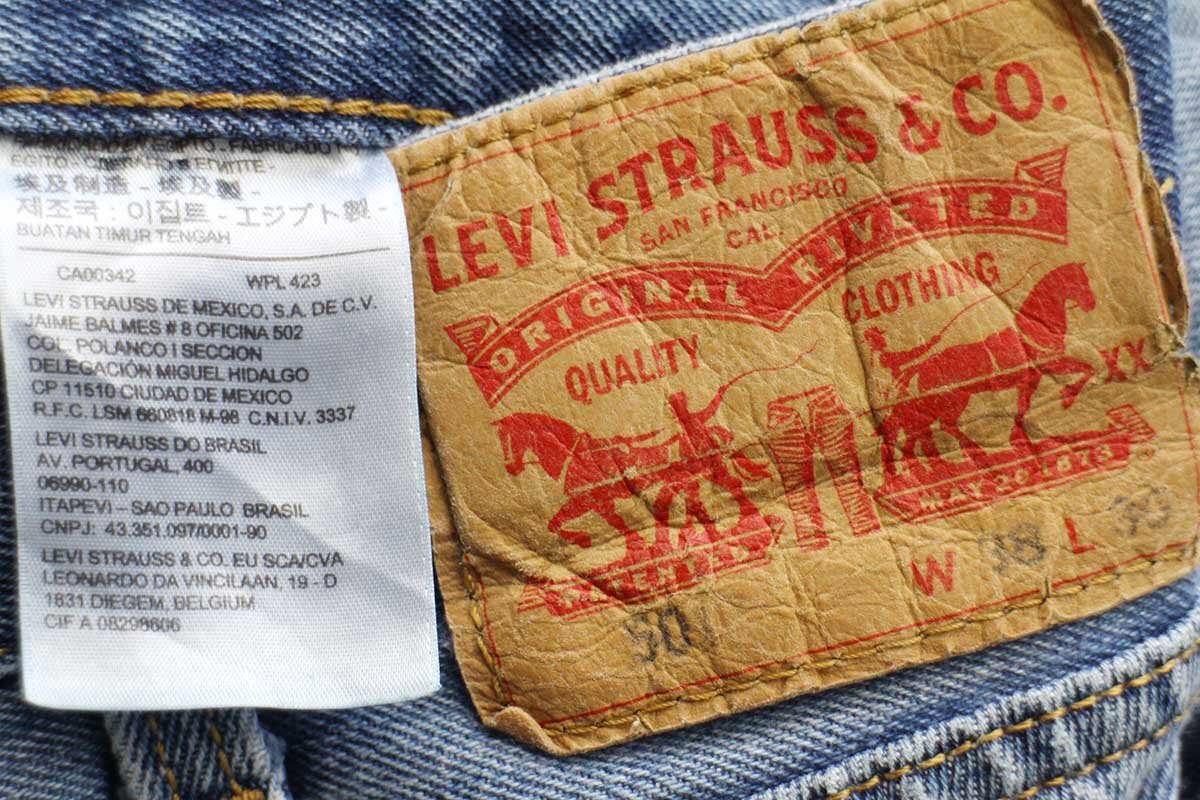 FABRICADO EN EGIPTO - FABRICADO
EGITO -
埃及制造 - 埃及製 -
제조국 : 이집트 - エジプト製 -
BUATAN TIMUR TENGAH
CA00342 WPL 423
LEVI STRAUSS DE MEXICO, S.A. DE C.V.
JAIME BALMES # 8 OFICINA 502
COL. POLANCO I SECCION
DELEGACIÓN MIGUEL HIDALGO
CP 11510 CIUDAD DE MEXICO
R.F.C. LSM 660818 M-98 C.N.I.V. 3337
LEVI STRAUSS DO BRASIL
AV. PORTUGAL, 400
06990-110
ITAPEVI – SAO PAULO BRASIL
CNPJ: 43.351.097/0001-90
LEVI STRAUSS & CO. EU SCA/CVA
LEONARDO DA VINCILAAN, 19 - D
1831 DIEGEM, BELGIUM
CIF A 08298606
LEVI STRAUSS & CO.
SAN FRANCISCO
CAL.
ORIGINAL RIVETED
QUALITY CLOTHING
XX
MAY 20 1873
W 38 L 30
501